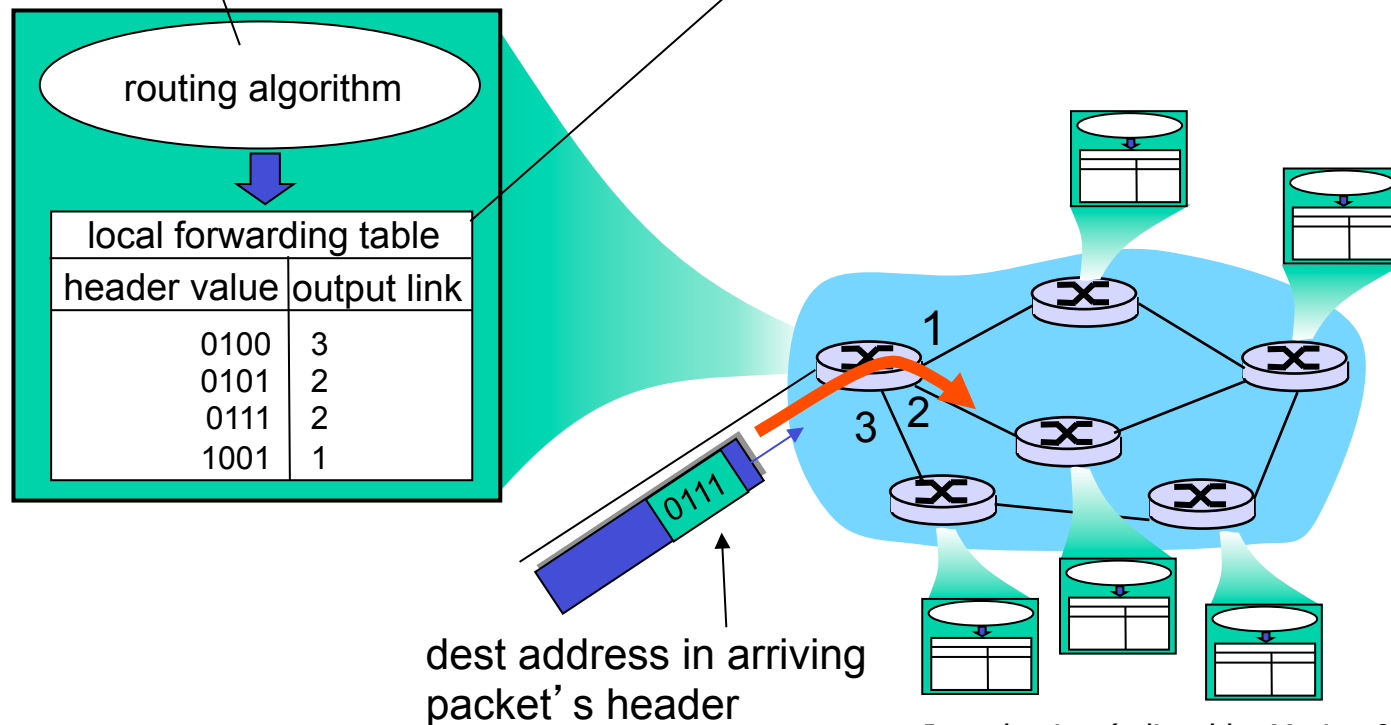 routing algorithm
local forwarding table
header value output link
0100 3
0101 2
0111 2
1001 1
1
2
3
0111
dest address in arriving
packet’s header